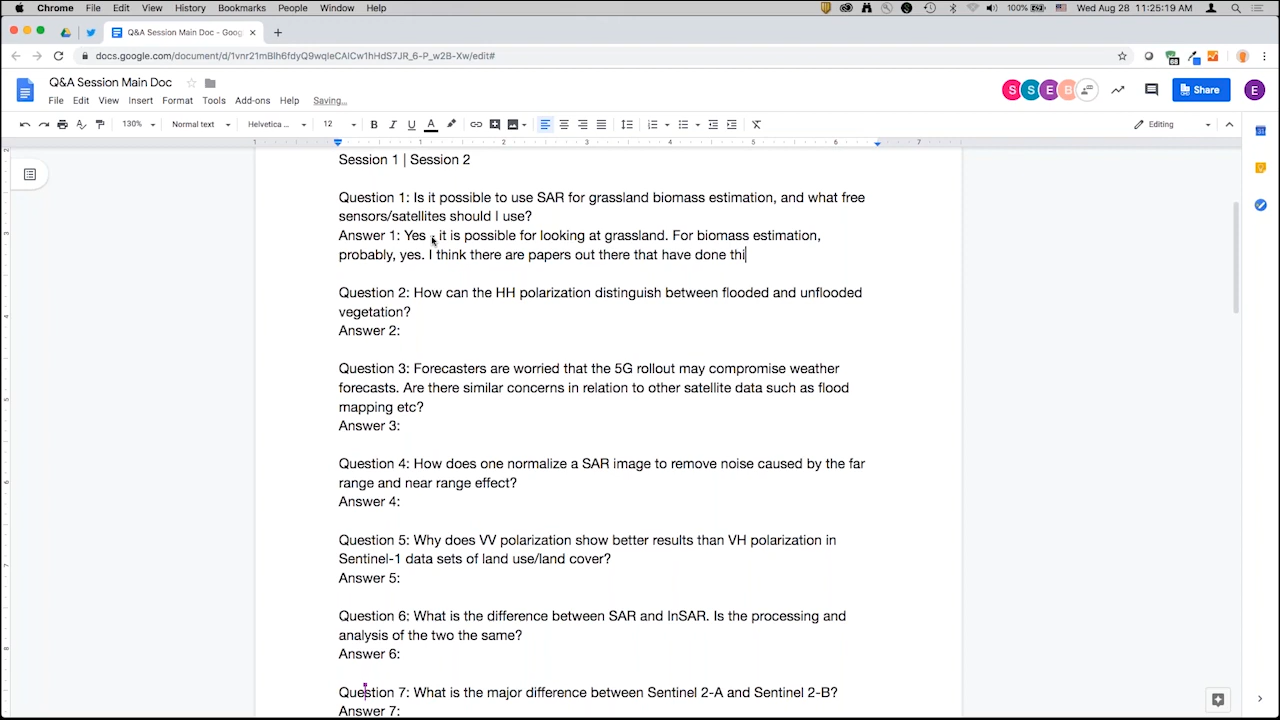 Chrome File Edit View History Bookmarks People Window Help 100% Wed Aug 28 11:25:19 AM
Q&A Session Main Doc - Goog
docs.google.com/document/d/
Q&A Session Main Doc
File Edit View Insert Format Tools Add-ons Help Saving...
S S E B Share E
130% Normal text Helvetica ... 12 B I U A Editing
1 1 2 3 4 5 6 7
Session 1 | Session 2
Question 1: Is it possible to use SAR for grassland biomass estimation, and what free
sensors/satellites should I use?
Answer 1: Yes - it is possible for looking at grassland. For biomass estimation,
probably, yes. I think there are papers out there that have done thi
Question 2: How can the HH polarization distinguish between flooded and unflooded
vegetation?
Answer 2:
Question 3: Forecasters are worried that the 5G rollout may compromise weather
forecasts. Are there similar concerns in relation to other satellite data such as flood
mapping etc?
Answer 3:
Question 4: How does one normalize a SAR image to remove noise caused by the far
range and near range effect?
Answer 4:
Question 5: Why does VV polarization show better results than VH polarization in
Sentinel-1 data sets of land use/land cover?
Answer 5:
Question 6: What is the difference between SAR and InSAR. Is the processing and
analysis of the two the same?
Answer 6:
Question 7: What is the major difference between Sentinel 2-A and Sentinel 2-B?
Answer 7: